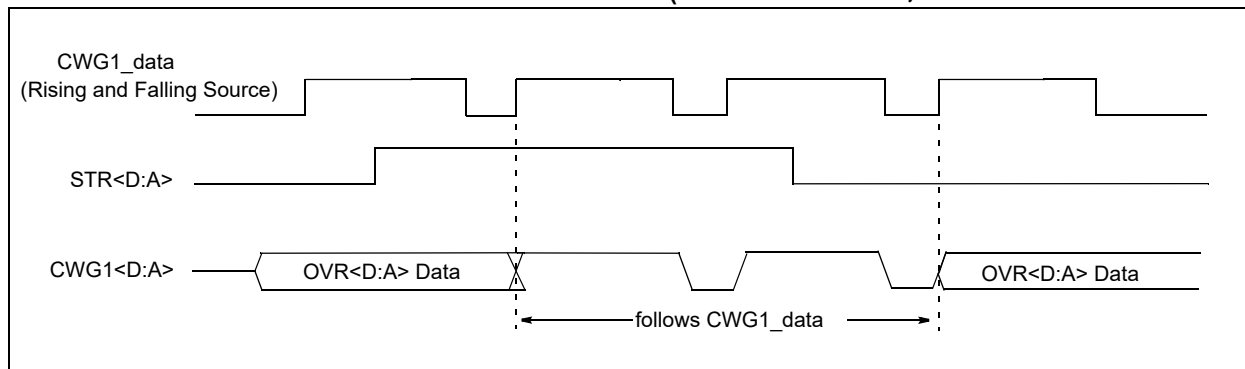 CWG1_data
(Rising and Falling Source)
STR<D:A>
CWG1<D:A>
OVR<D:A> Data
OVR<D:A> Data
follows CWG1_data